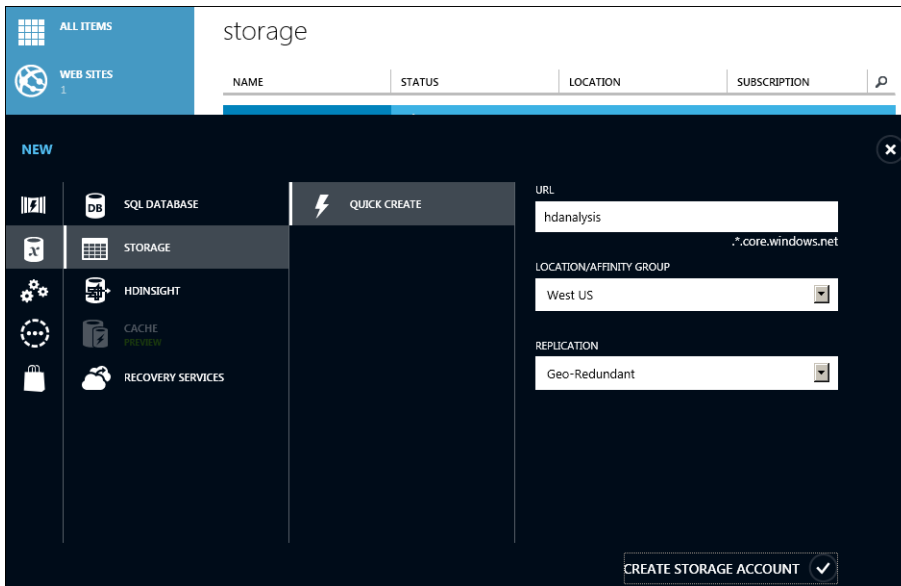 ALL ITEMS
storage
WEB SITES
1
NAME STATUS LOCATION SUBSCRIPTION
NEW
SQL DATABASE
STORAGE
HDINSIGHT
CACHE
PREVIEW
RECOVERY SERVICES
QUICK CREATE
URL
hdanalysis
.*.core.windows.net
LOCATION/AFFINITY GROUP
West US
REPLICATION
Geo-Redundant
CREATE STORAGE ACCOUNT
DB
x